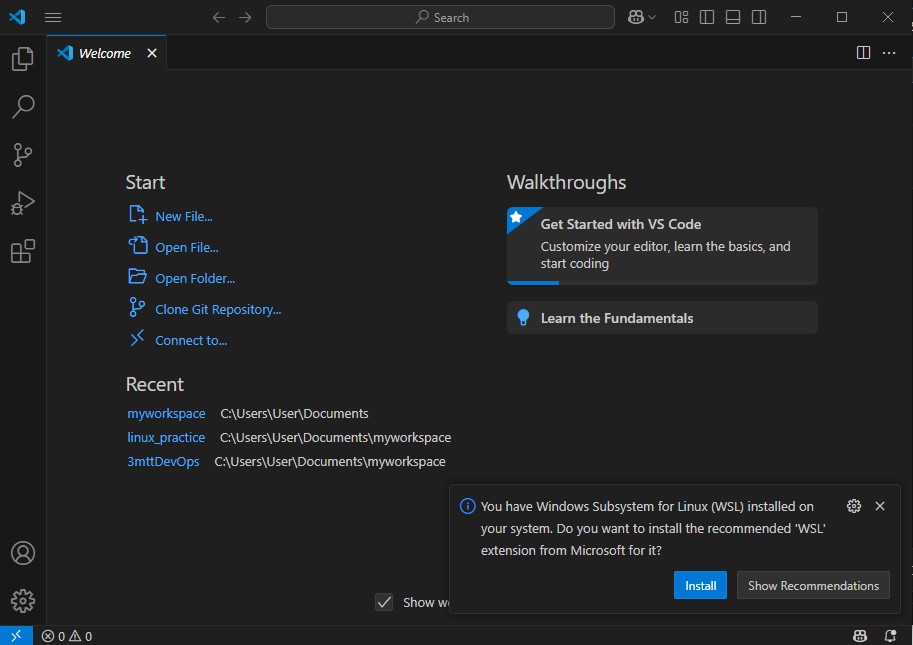 Search
Welcome
Start
New File...
Open File...
Open Folder...
Clone Git Repository...
Connect to...
Recent
myworkspace C:\Users\User\Documents
linux_practice C:\Users\User\Documents\myworkspace
3mttDevOps C:\Users\User\Documents\myworkspace
Walkthroughs
Get Started with VS Code
Customize your editor, learn the basics, and
start coding
Learn the Fundamentals
You have Windows Subsystem for Linux (WSL) installed on
your system. Do you want to install the recommended 'WSL'
extension from Microsoft for it?
Install Show Recommendations
Show
0 0